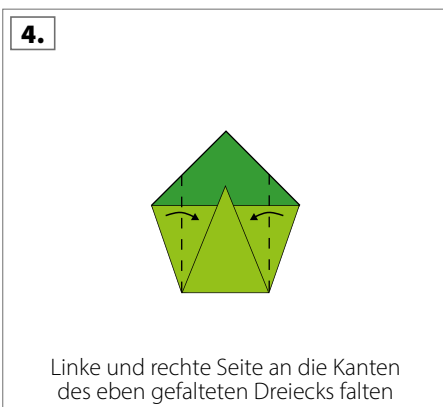 4.
Linke und rechte Seite an die Kanten
des eben gefalteten Dreiecks falten